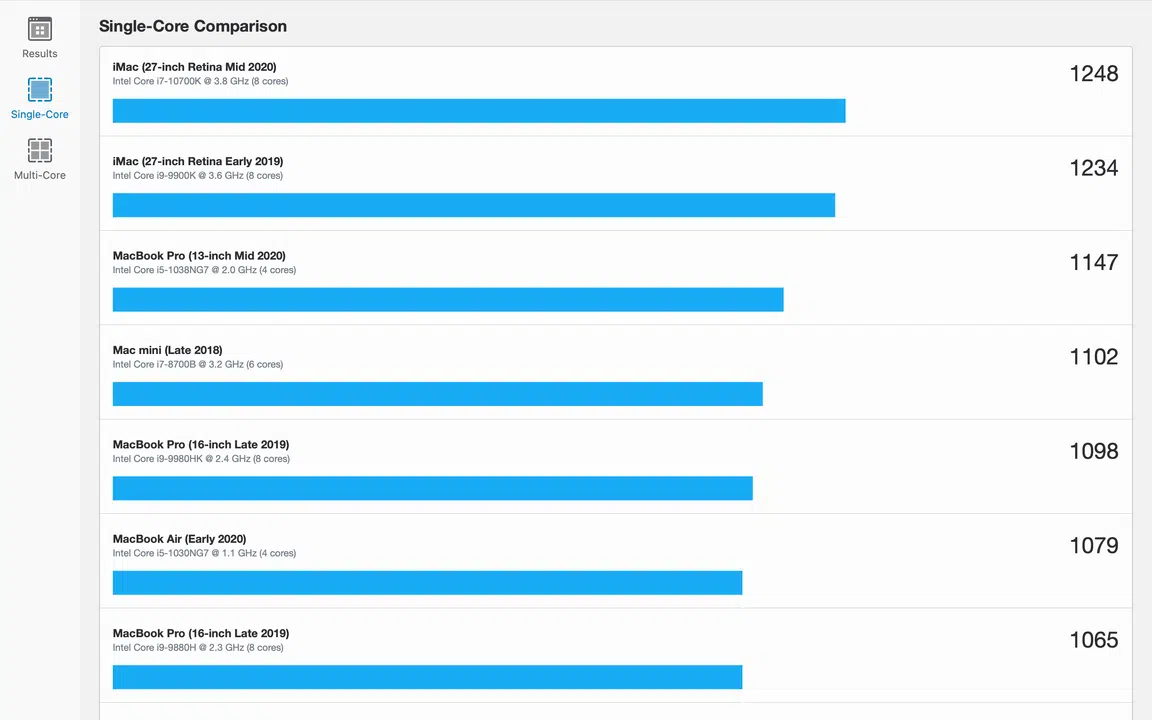 Single-Core Comparison
Results
Single-Core
Multi-Core
iMac (27-inch Retina Mid 2020)
Intel Core i7-10700K @ 3.8 GHz (8 cores)
1248
iMac (27-inch Retina Early 2019)
Intel Core i9-9900K @ 3.6 GHz (8 cores)
1234
MacBook Pro (13-inch Mid 2020)
Intel Core i5-1038NG7 @ 2.0 GHz (4 cores)
1147
Mac mini (Late 2018)
Intel Core i7-8700B @ 3.2 GHz (6 cores)
1102
MacBook Pro (16-inch Late 2019)
Intel Core i9-9980HK @ 2.4 GHz (8 cores)
1098
MacBook Air (Early 2020)
Intel Core i5-1030NG7 @ 1.1 GHz (4 cores)
1079
MacBook Pro (16-inch Late 2019)
Intel Core i9-9880H @ 2.3 GHz (8 cores)
1065